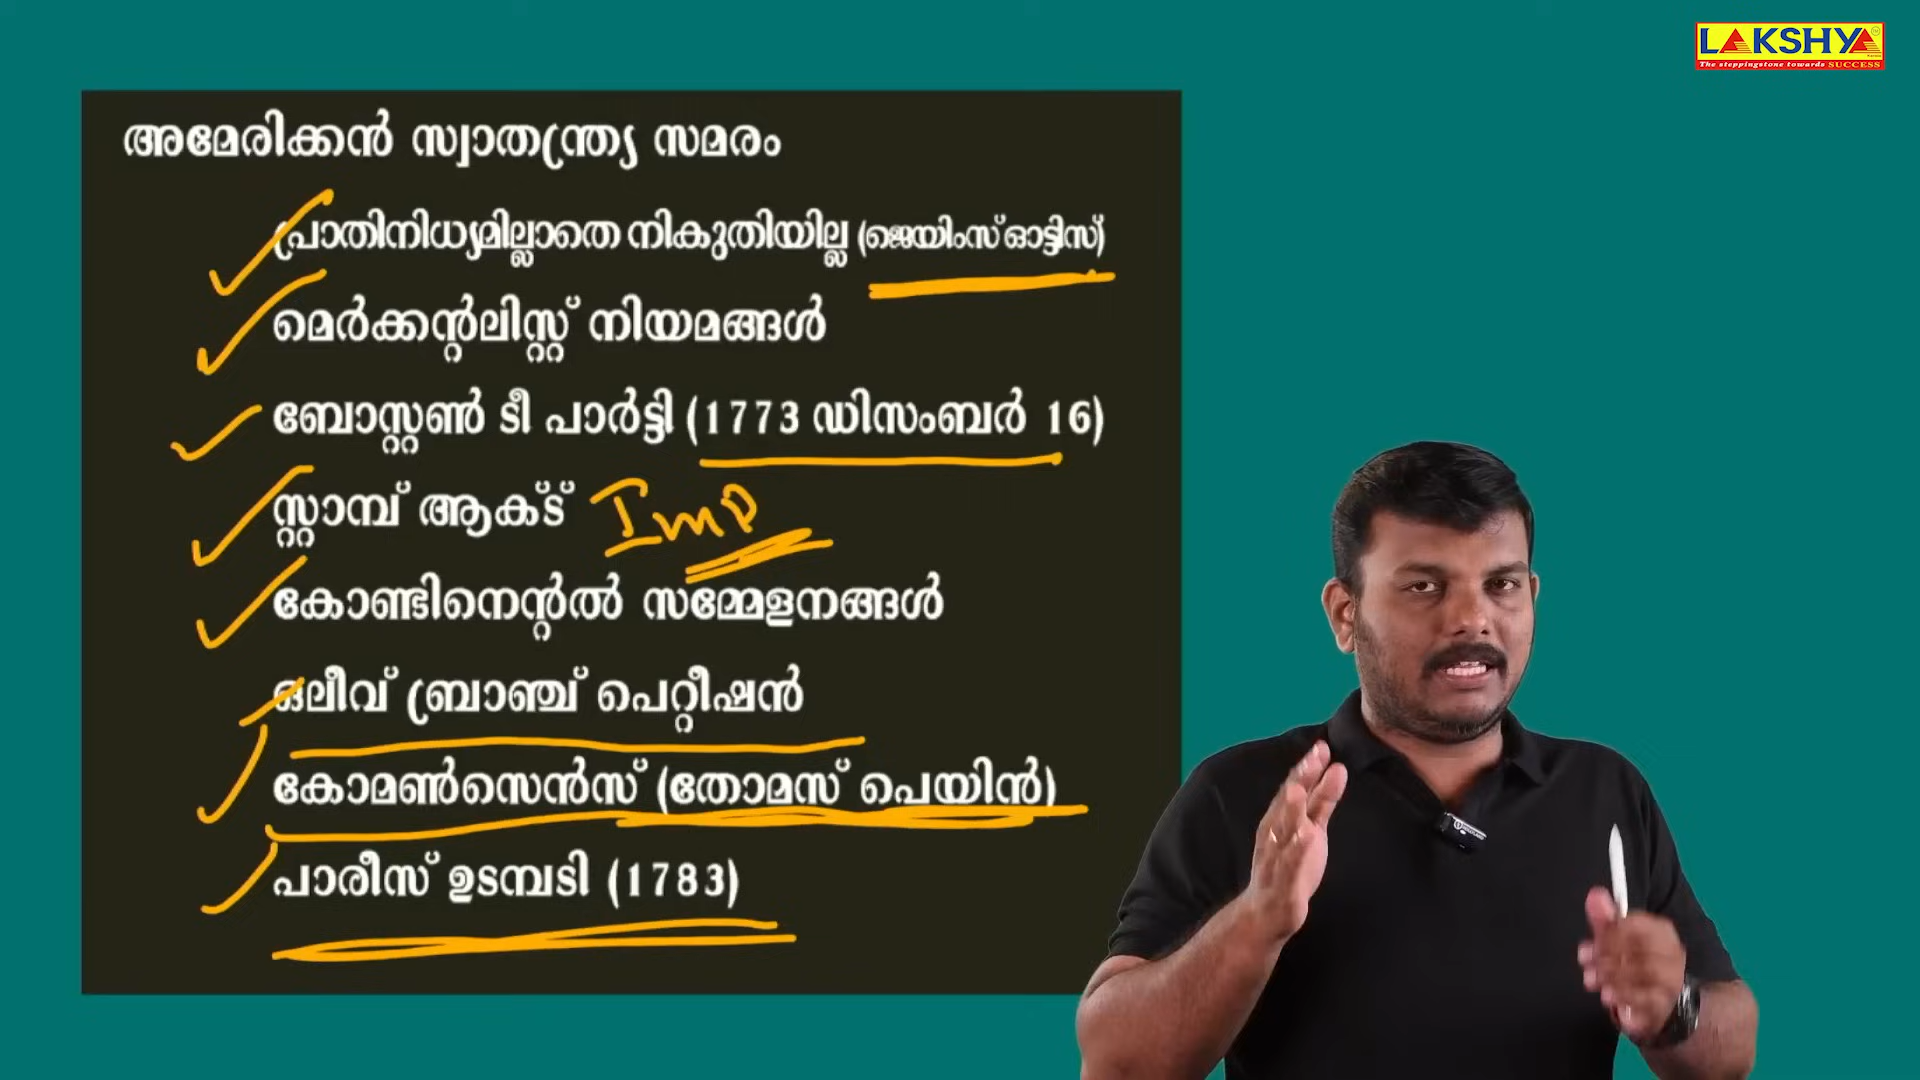 LAKSHYA
The steppingstone towards SUCCESS
അമേരിക്കൻ സ്വാതന്ത്ര്യ സമരം
പ്രാതിനിധ്യമില്ലാതെ നികുതിയില്ല (ജെയിംസ് ഓട്ടിസ്)
മെർക്കന്റലിസ്റ്റ് നിയമങ്ങൾ
ബോസ്റ്റൺ ടീ പാർട്ടി (1773 ഡിസംബർ 16)
സ്റ്റാമ്പ് ആക്ട് Imp
കോണ്ടിനെന്റൽ സമ്മേളനങ്ങൾ
ഒലീവ് ബ്രാഞ്ച് പെറ്റീഷൻ
കോമൺസെൻസ് (തോമസ് പെയിൻ)
പാരീസ് ഉടമ്പടി (1783)